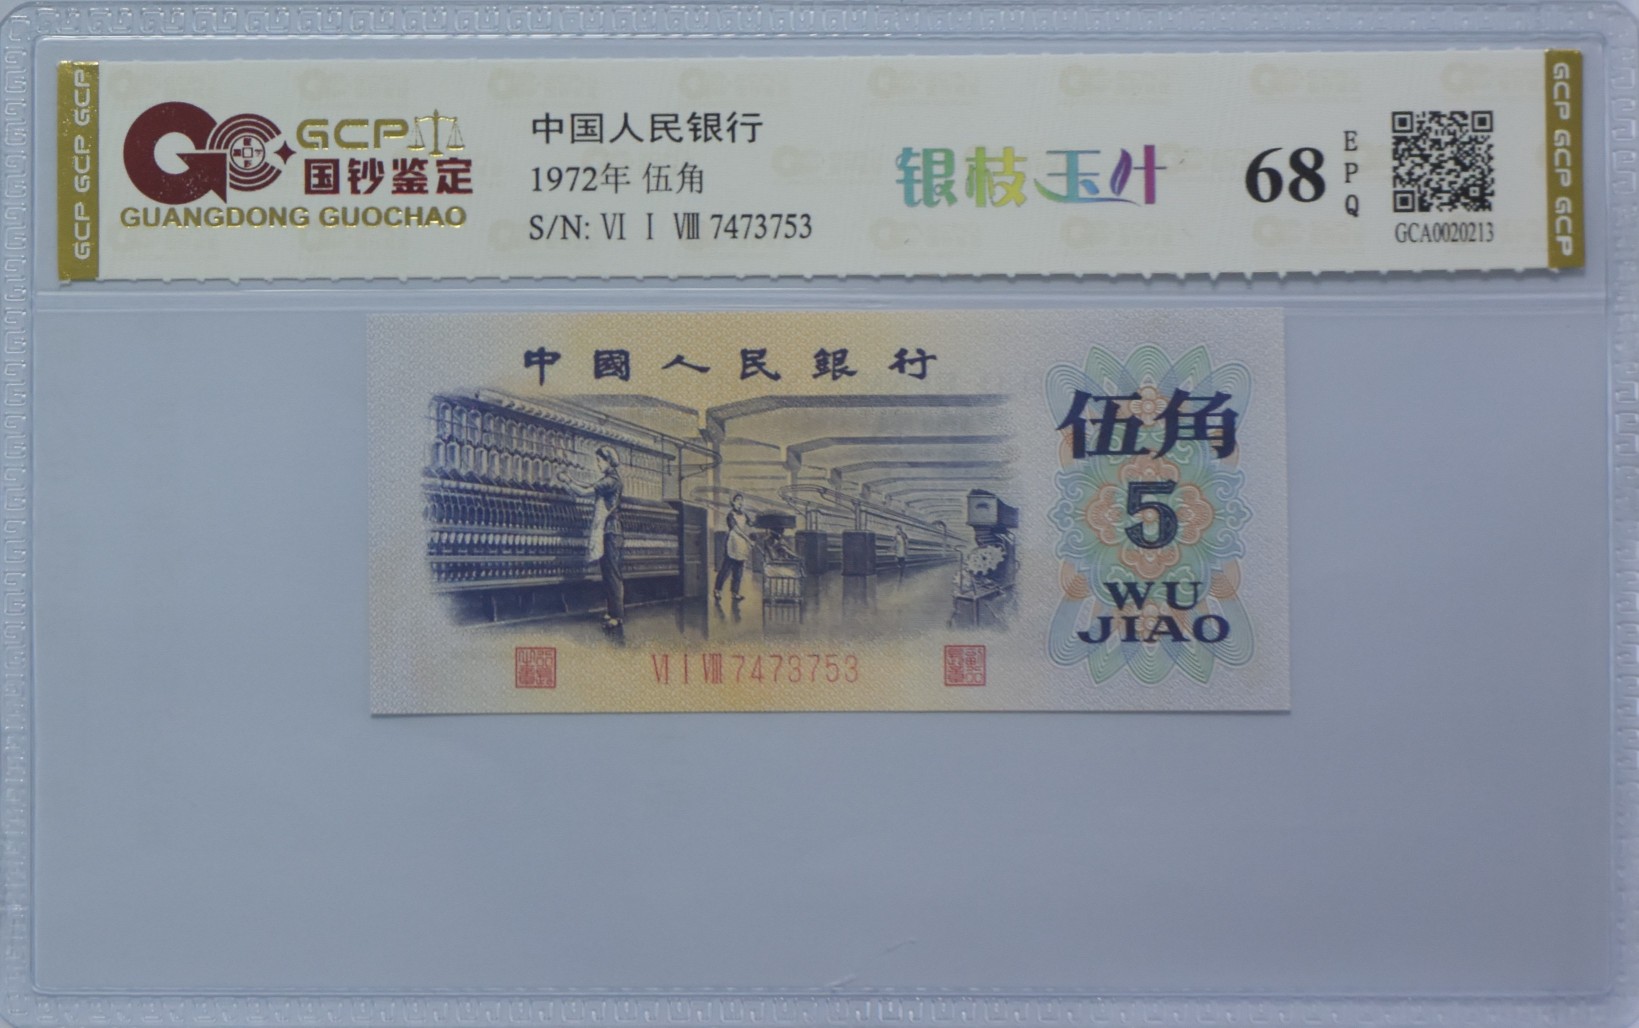 GCP GCP GCP
GCP
国钞鉴定
GUANGDONG GUOCHAO
中国人民银行
1972年 伍角
S/N: Ⅵ Ⅰ Ⅷ 7473753
银枝玉叶
68
EPQ
GCA0020213
GCP GCP GCP
中國人民銀行
伍角
5
WU
JIAO
Ⅵ Ⅰ Ⅷ 7473753